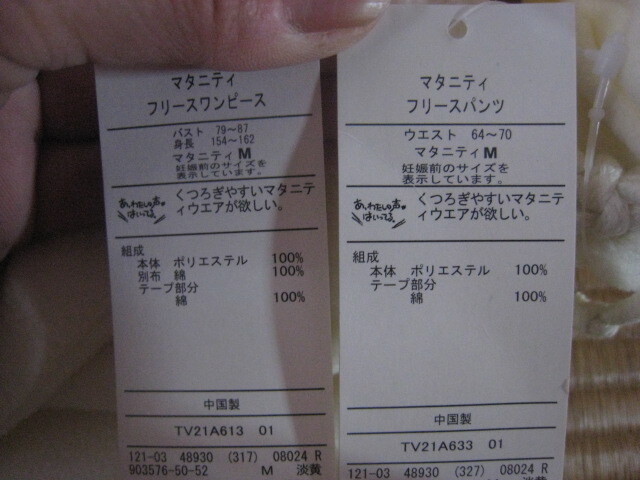 マタニティ
フリースワンピース
バスト 79〜87
身長 154〜162
マタニティM
妊娠前のサイズを
表示しています。
あ、わたしの声
はいってる。
くつろぎやすいマタニテ
ィウエアが欲しい。
組成
本体 ポリエステル 100%
別布 綿 100%
テープ部分
綿 100%
中国製
TV21A613 01
121-03 48930 (317) 08024 R
903576-50-52 M 淡黄
マタニティ
フリースパンツ
ウエスト 64〜70
マタニティM
妊娠前のサイズを
表示しています。
あ、わたしの声
はいってる。
くつろぎやすいマタニテ
ィウエアが欲しい。
組成
本体 ポリエステル 100%
テープ部分
綿 100%
中国製
TV21A633 01
121-03 48930 (327) 08024 R